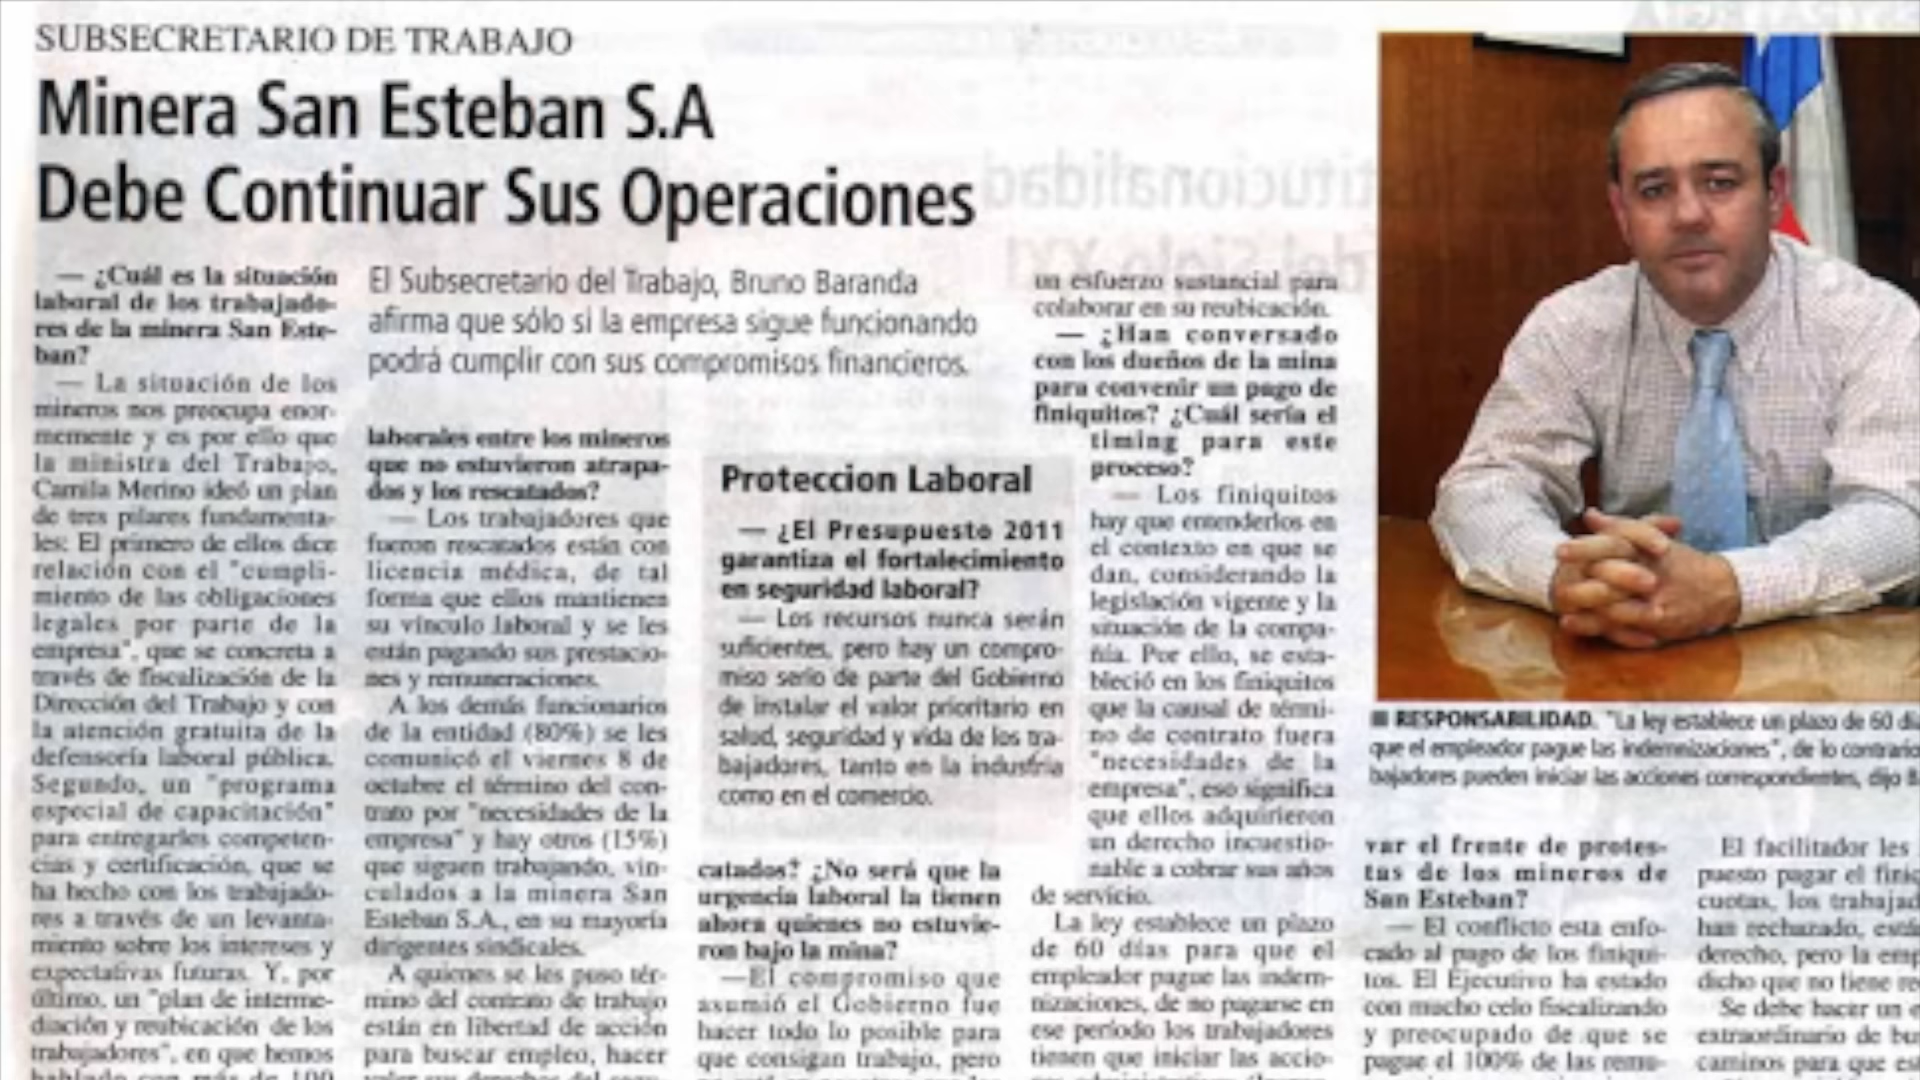 SUBSECRETARIO DE TRABAJO
Minera San Esteban S.A
Debe Continuar Sus Operaciones
— ¿Cuál es la situación
laboral de los trabajado-
res de la minera San Este-
ban?
— La situación de los
mineros nos preocupa enor-
memente y es por ello que
la ministra del Trabajo,
Camila Merino ideó un plan
de tres pilares fundamenta-
les: El primero de ellos dice
relación con el "cumpli-
miento de las obligaciones
legales por parte de la
empresa", que se concreta a
través de fiscalización de la
Dirección del Trabajo y con
la atención gratuita de la
defensoría laboral pública.
Segundo, un "programa
especial de capacitación"
para entregarles competen-
cias y certificación, que se
ha hecho con los trabajado-
res a través de un levanta-
miento sobre los intereses y
expectativas futuras. Y, por
último, un "plan de interme-
diación y reubicación de los
trabajadores", en que hemos
hablado con más de 100
El Subsecretario del Trabajo, Bruno Baranda
afirma que sólo si la empresa sigue funcionando
podrá cumplir con sus compromisos financieros.
laborales entre los mineros
que no estuvieron atrapa-
dos y los rescatados?
— Los trabajadores que
fueron rescatados están con
licencia médica, de tal
forma que ellos mantienen
su vínculo laboral y se les
están pagando sus prestacio-
nes y remuneraciones.
A los demás funcionarios
de la entidad (80%) se les
comunicó el viernes 8 de
octubre el término del con-
trato por "necesidades de la
empresa" y hay otros (15%)
que siguen trabajando, vin-
culados a la minera San
Esteban S.A., en su mayoría
dirigentes sindicales.
A quienes se les puso tér-
mino del contrato de trabajo
están en libertad de acción
para buscar empleo, hacer
Proteccion Laboral
— ¿El Presupuesto 2011
garantiza el fortalecimiento
en seguridad laboral?
— Los recursos nunca serán
suficientes, pero hay un compro-
miso serio de parte del Gobierno
de instalar el valor prioritario en
salud, seguridad y vida de los tra-
bajadores, tanto en la industria
como en el comercio.
catados? ¿No será que la
urgencia laboral la tienen
ahora quienes no estuvie-
ron bajo la mina?
—El compromiso que
asumió el Gobierno fue
hacer todo lo posible para
que consigan trabajo, pero
un esfuerzo sustancial para
colaborar en su reubicación.
— ¿Han conversado
con los dueños de la mina
para convenir un pago de
finiquitos? ¿Cuál sería el
timing para este
proceso?
— Los finiquitos
hay que entenderlos en
el contexto en que se
dan, considerando la
legislación vigente y la
situación de la compa-
ñía. Por ello, se esta-
bleció en los finiquitos
que la causal de térmi-
no de contrato fuera
"necesidades de la
empresa", eso significa
que ellos adquirieron
un derecho incuestio-
nable a cobrar sus años
de servicio.
La ley establece un plazo
de 60 días para que el
empleador pague las indem-
nizaciones, de no pagarse en
ese período los trabajadores
tienen que iniciar las accio-
RESPONSABILIDAD. "La ley establece un plazo de 60 día
que el empleador pague las indemnizaciones", de lo contrario
bajadores pueden iniciar las acciones correspondientes, dijo B
var el frente de protes-
tas de los mineros de
San Esteban?
— El conflicto esta enfo-
cado al pago de los finiqui-
tos. El Ejecutivo ha estado
con mucho celo fiscalizando
y preocupado de que se
pague el 100% de las remu-
El facilitador les
puesto pagar el finiq
cuotas, los trabajad
han rechazado, está
derecho, pero la emp
dicho que no tiene re
Se debe hacer un e
extraordinario de bu
caminos para que es